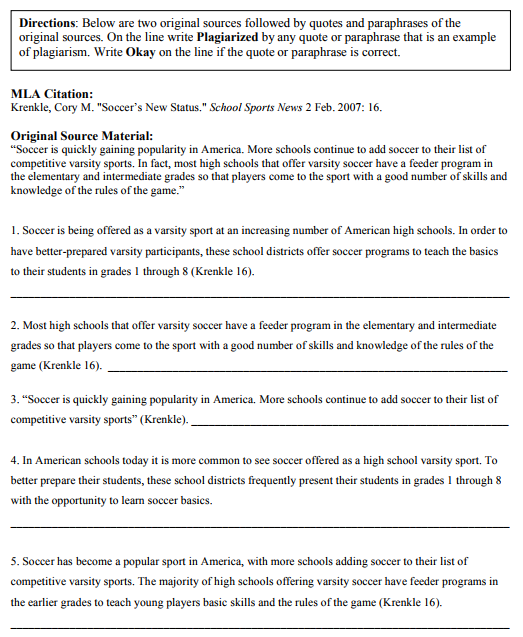 Directions: Below are two original sources followed by quotes and paraphrases of the
original sources. On the line write Plagiarized by any quote or paraphrase that is an example
of plagiarism. Write Okay on the line if the quote or paraphrase is correct.
MLA Citation:
Krenkle, Cory M. "Soccer's New Status." School Sports News 2 Feb. 2007: 16.
Original Source Material:
“Soccer is quickly gaining popularity in America. More schools continue to add soccer to their list of
competitive varsity sports. In fact, most high schools that offer varsity soccer have a feeder program in
the elementary and intermediate grades so that players come to the sport with a good number of skills and
knowledge of the rules of the game.”
1. Soccer is being offered as a varsity sport at an increasing number of American high schools. In order to
have better-prepared varsity participants, these school districts offer soccer programs to teach the basics
to their students in grades 1 through 8 (Krenkle 16).
2. Most high schools that offer varsity soccer have a feeder program in the elementary and intermediate
grades so that players come to the sport with a good number of skills and knowledge of the rules of the
game (Krenkle 16).
3. “Soccer is quickly gaining popularity in America. More schools continue to add soccer to their list of
competitive varsity sports” (Krenkle).
4. In American schools today it is more common to see soccer offered as a high school varsity sport. To
better prepare their students, these school districts frequently present their students in grades 1 through 8
with the opportunity to learn soccer basics.
5. Soccer has become a popular sport in America, with more schools adding soccer to their list of
competitive varsity sports. The majority of high schools offering varsity soccer have feeder programs in
the earlier grades to teach young players basic skills and the rules of the game (Krenkle 16).